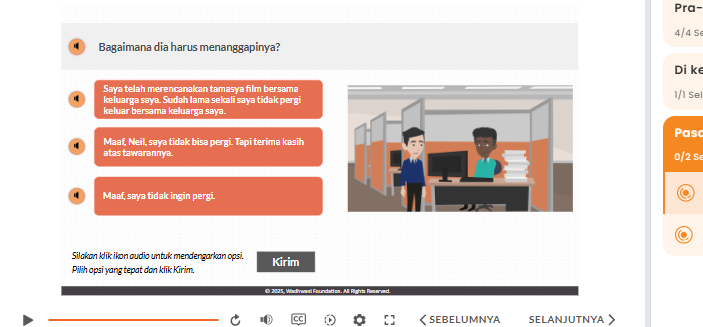 Bagaimana dia harus menanggapinya?
Saya telah merencanakan tamasya film bersama
keluarga saya. Sudah lama sekali saya tidak pergi
keluar bersama keluarga saya.
Maaf, Neil, saya tidak bisa pergi. Tapi terima kasih
atas tawarannya.
Maaf, saya tidak ingin pergi.
Silakan klik ikon audio untuk mendengarkan opsi.
Pilih opsi yang tepat dan klik Kirim.
Kirim
© 2025, Wadhwani Foundation. All Rights Reserved.
CC
SEBELUMNYA
SELANJUTNYA
Pra-
4/4 Se
Di ke
1/1 Sel
Pasc
0/2 Se